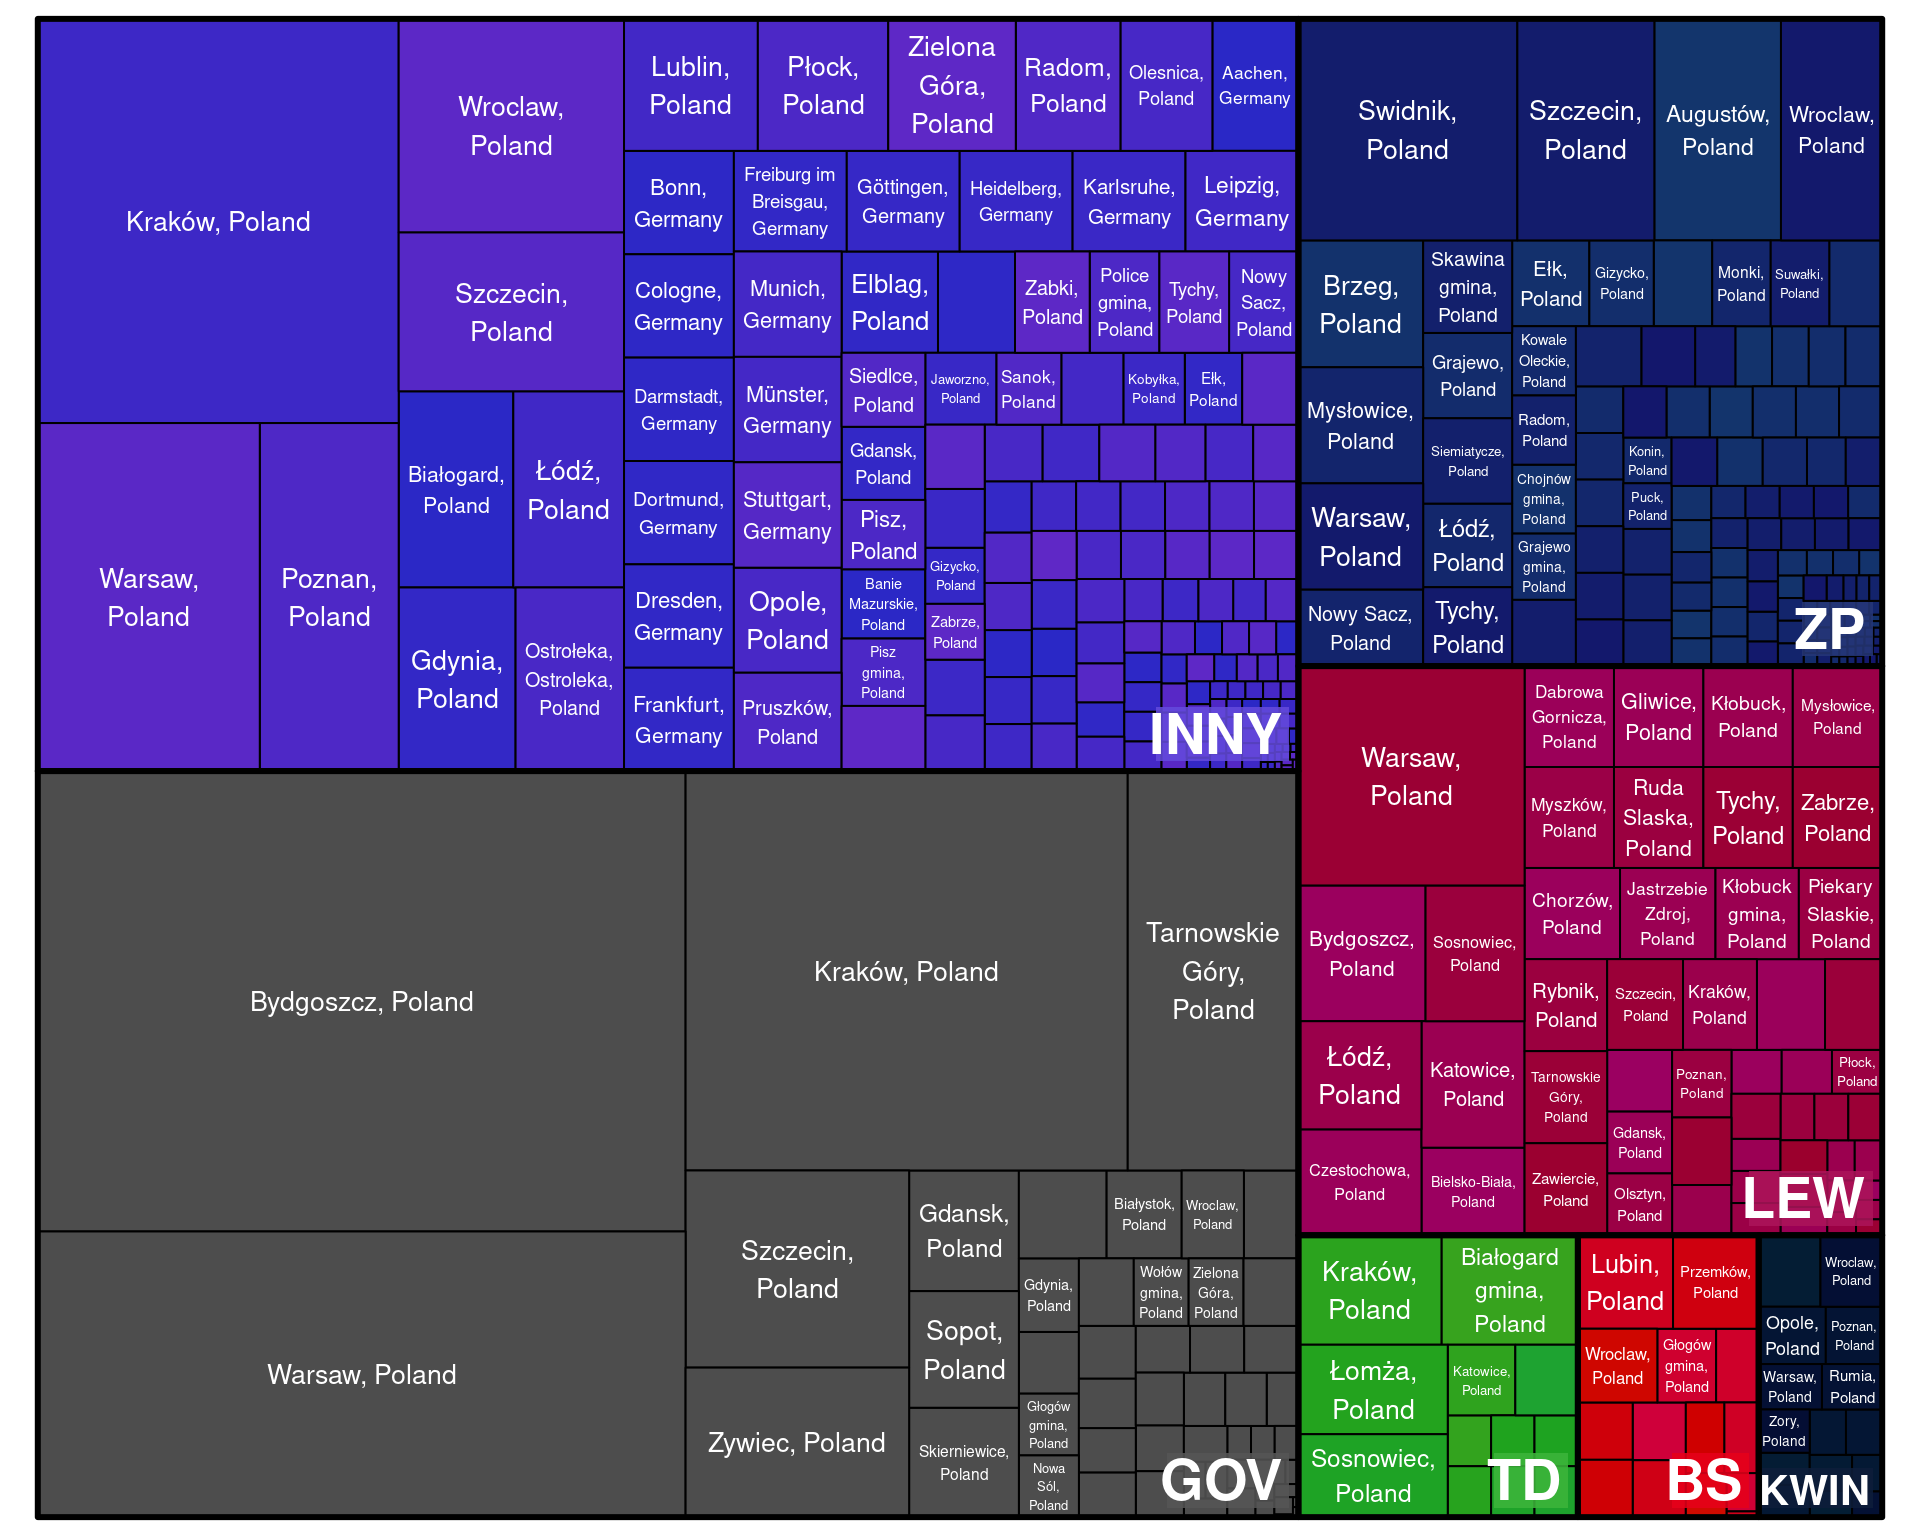 Kraków, Poland
Warsaw,
Poland
Poznan,
Poland
Wroclaw,
Poland
Szczecin,
Poland
Białogard,
Poland
Łódź,
Poland
Gdynia,
Poland
Ostrołeka,
Ostroleka,
Poland
Lublin,
Poland
Płock,
Poland
Zielona
Góra,
Poland
Radom,
Poland
Olesnica,
Poland
Aachen,
Germany
Bonn,
Germany
Freiburg im
Breisgau,
Germany
Göttingen,
Germany
Heidelberg,
Germany
Karlsruhe,
Germany
Leipzig,
Germany
Cologne,
Germany
Darmstadt,
Germany
Dortmund,
Germany
Dresden,
Germany
Frankfurt,
Germany
Munich,
Germany
Münster,
Germany
Stuttgart,
Germany
Opole,
Poland
Pruszków,
Poland
Elblag,
Poland
Zabki,
Poland
Police
gmina,
Poland
Tychy,
Poland
Nowy
Sacz,
Poland
Siedlce,
Poland
Gdansk,
Poland
Pisz,
Poland
Banie
Mazurskie,
Poland
Pisz
gmina,
Poland
Jaworzno,
Poland
Sanok,
Poland
Kobyłka,
Poland
Ełk,
Poland
Gizycko,
Poland
Zabrze,
Poland
INNY
Bydgoszcz, Poland
Warsaw, Poland
Kraków, Poland
Tarnowskie
Góry,
Poland
Szczecin,
Poland
Zywiec, Poland
Gdansk,
Poland
Sopot,
Poland
Skierniewice,
Poland
Białystok,
Poland
Wroclaw,
Poland
Gdynia,
Poland
Wołów
gmina,
Poland
Zielona
Góra,
Poland
Głogów
gmina,
Poland
Nowa
Sól,
Poland
GOV
Swidnik,
Poland
Szczecin,
Poland
Augustów,
Poland
Wroclaw,
Poland
Brzeg,
Poland
Mysłowice,
Poland
Warsaw,
Poland
Nowy Sacz,
Poland
Skawina
gmina,
Poland
Grajewo,
Poland
Siemiatycze,
Poland
Łódź,
Poland
Tychy,
Poland
Ełk,
Poland
Gizycko,
Poland
Monki,
Poland
Suwałki,
Poland
Kowale
Oleckie,
Poland
Radom,
Poland
Chojnów
gmina,
Poland
Grajewo
gmina,
Poland
Konin,
Poland
Puck,
Poland
ZP
Warsaw,
Poland
Bydgoszcz,
Poland
Sosnowiec,
Poland
Łódź,
Poland
Czestochowa,
Poland
Katowice,
Poland
Bielsko-Biała,
Poland
Dabrowa
Gornicza,
Poland
Gliwice,
Poland
Kłobuck,
Poland
Mysłowice,
Poland
Myszków,
Poland
Ruda
Slaska,
Poland
Tychy,
Poland
Zabrze,
Poland
Chorzów,
Poland
Jastrzebie
Zdroj,
Poland
Kłobuck
gmina,
Poland
Piekary
Slaskie,
Poland
Rybnik,
Poland
Szczecin,
Poland
Kraków,
Poland
Tarnowskie
Góry,
Poland
Zawiercie,
Poland
Gdansk,
Poland
Olsztyn,
Poland
Poznan,
Poland
Płock,
Poland
LEW
Kraków,
Poland
Białogard
gmina,
Poland
Łomża,
Poland
Sosnowiec,
Poland
Katowice,
Poland
TD
Lubin,
Poland
Przemków,
Poland
Wroclaw,
Poland
Głogów
gmina,
Poland
BS
Wroclaw,
Poland
Opole,
Poland
Poznan,
Poland
Warsaw,
Poland
Rumia,
Poland
Zory,
Poland
KWIN